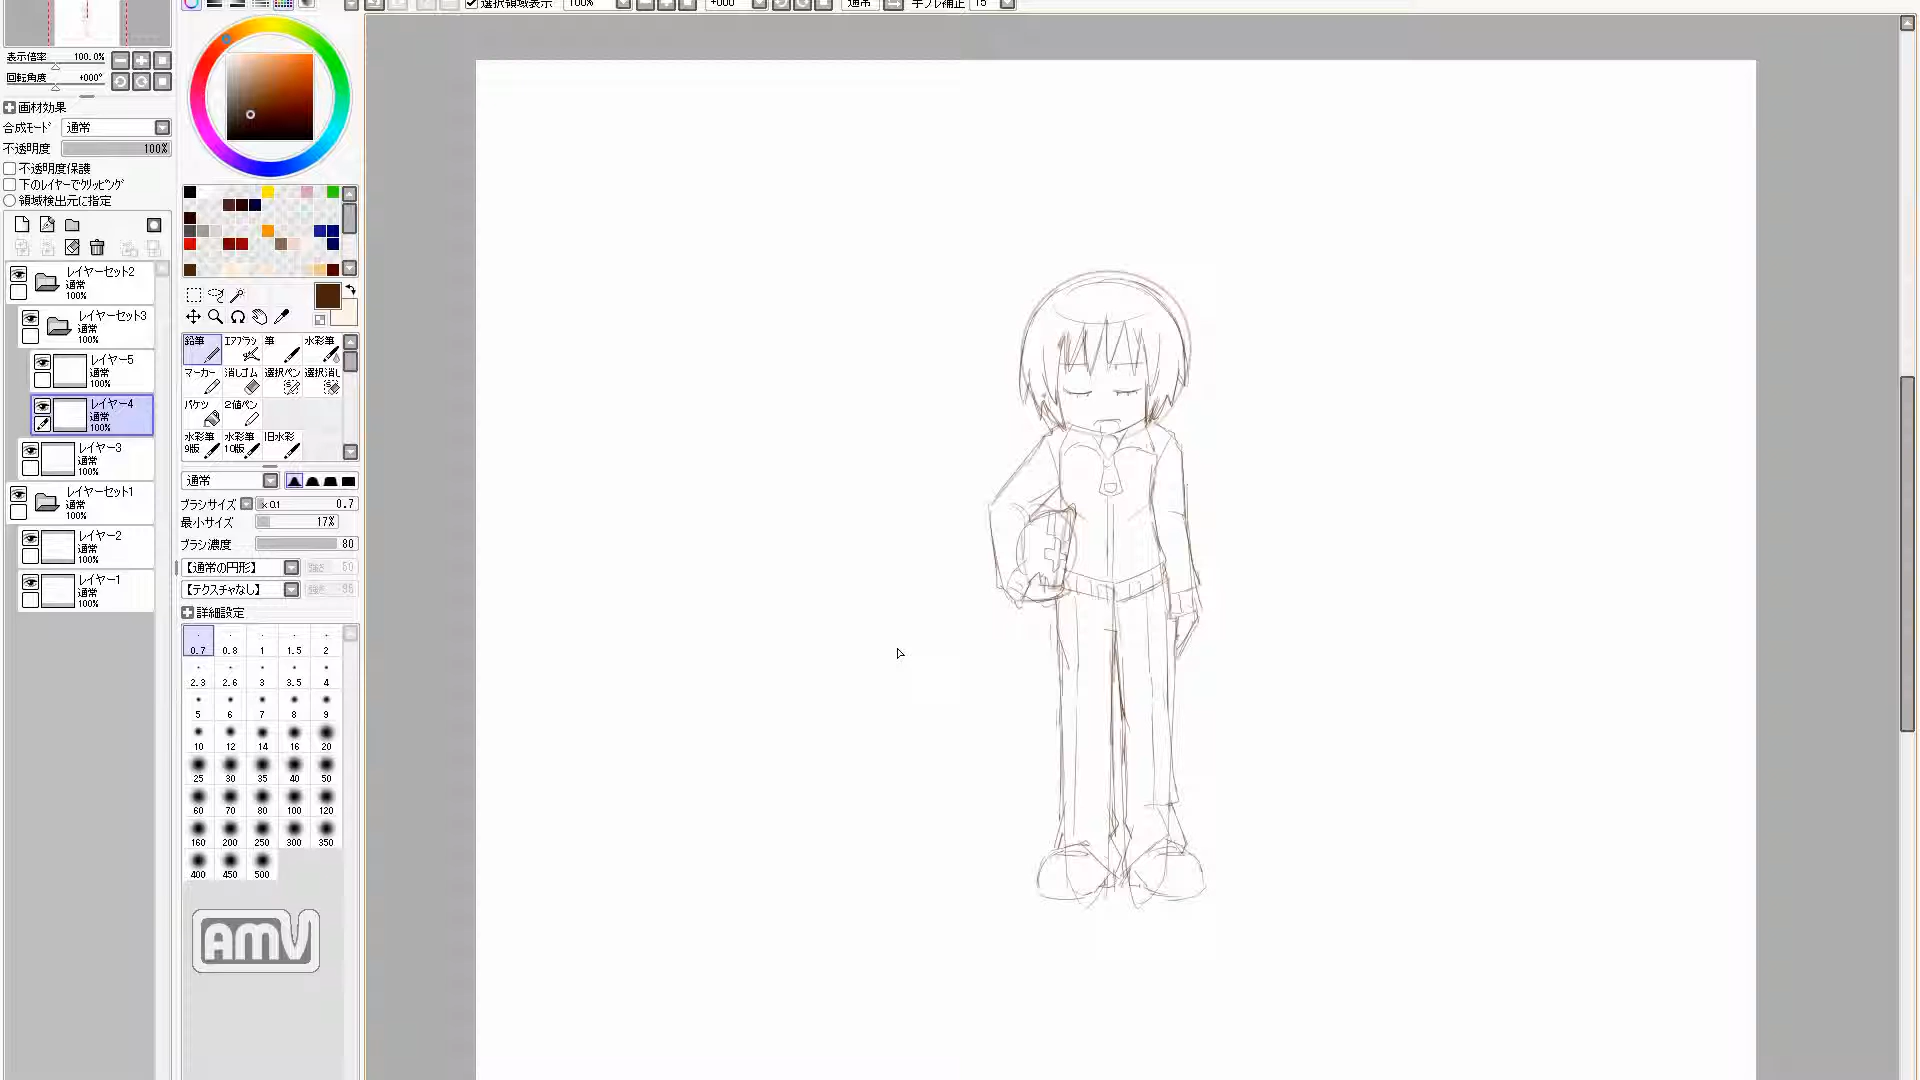 選択領域表示 100% +000° 通常 手ブレ補正 15
表示倍率 100.0%
回転角度 +000°
画材効果
合成モード 通常
不透明度 100%
不透明度保護
下のレイヤーでクリッピング
領域検出元に指定
レイヤーセット2
通常
100%
レイヤーセット3
通常
100%
レイヤー5
通常
100%
レイヤー4
通常
100%
レイヤー3
通常
100%
レイヤーセット1
通常
100%
レイヤー2
通常
100%
レイヤー1
通常
100%
鉛筆 エアブラシ 筆 水彩筆
マーカー 消しゴム 選択ペン 選択消し
バケツ 2値ペン
水彩筆 9版 水彩筆 10版 旧水彩
通常
ブラシサイズ x0.1 0.7
最小サイズ 17%
ブラシ濃度 80
【通常の円形】 強さ 50
【テクスチャなし】 強さ 95
詳細設定
0.7 0.8 1 1.5 2
2.3 2.6 3 3.5 4
5 6 7 8 9
10 12 14 16 20
25 30 35 40 50
60 70 80 100 120
160 200 250 300 350
400 450 500
AMV